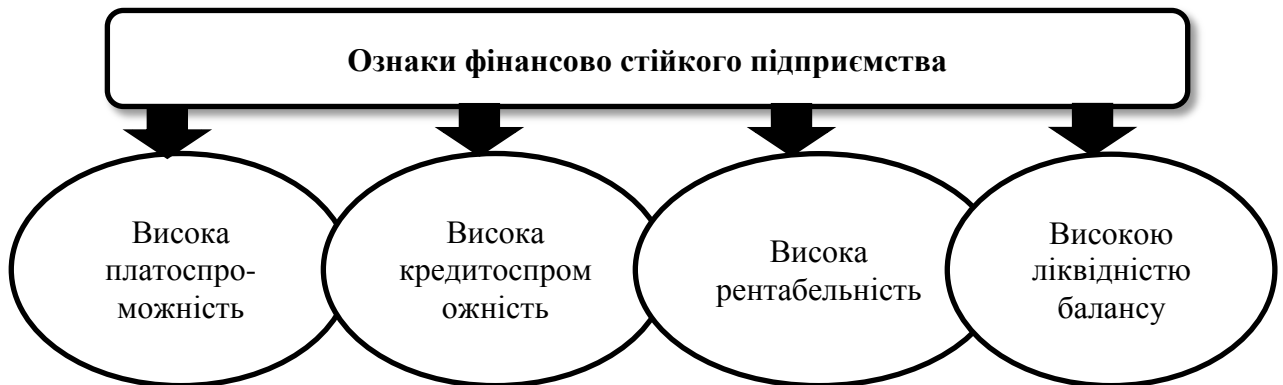 Ознаки фінансово стійкого підприємства
Висока
платоспро-
можність
Висока
кредитоспром
ожність
Висока
рентабельність
Високою
ліквідністю
балансу